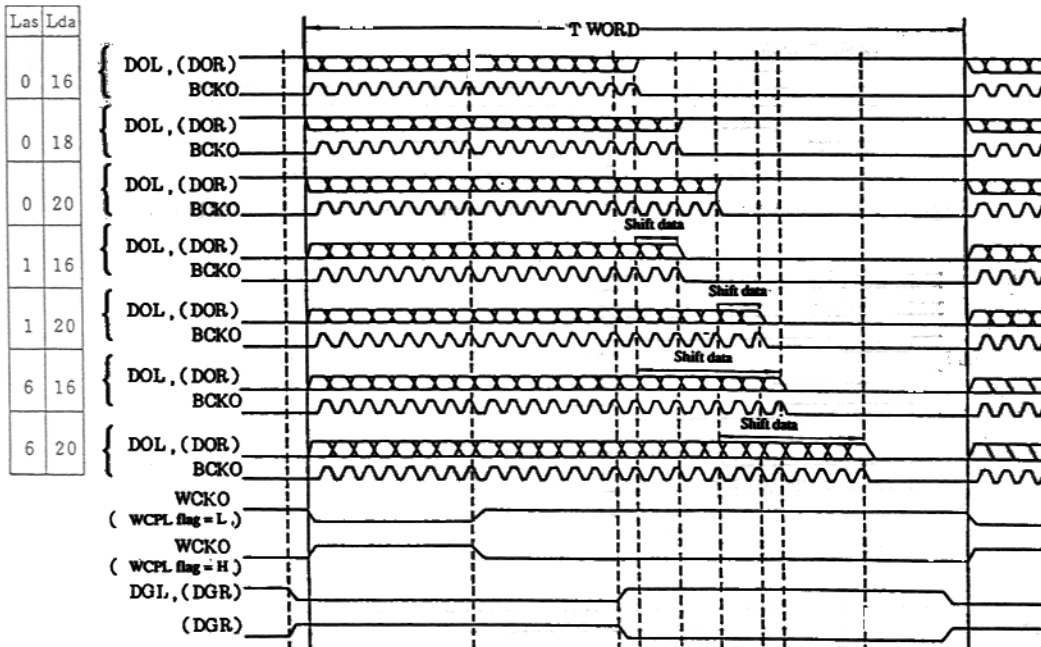 Las Lda
T WORD
0 16
DOL,(DOR)
BCKO
0 18
DOL,(DOR)
BCKO
0 20
DOL,(DOR)
BCKO
Shift data
1 16
DOL,(DOR)
BCKO
Shift data
1 20
DOL,(DOR)
BCKO
Shift data
6 16
DOL,(DOR)
BCKO
Shift data
6 20
DOL,(DOR)
BCKO
WCKO
( WCPL flag = L )
WCKO
( WCPL flag = H )
DGL,(DGR)
(DGR)